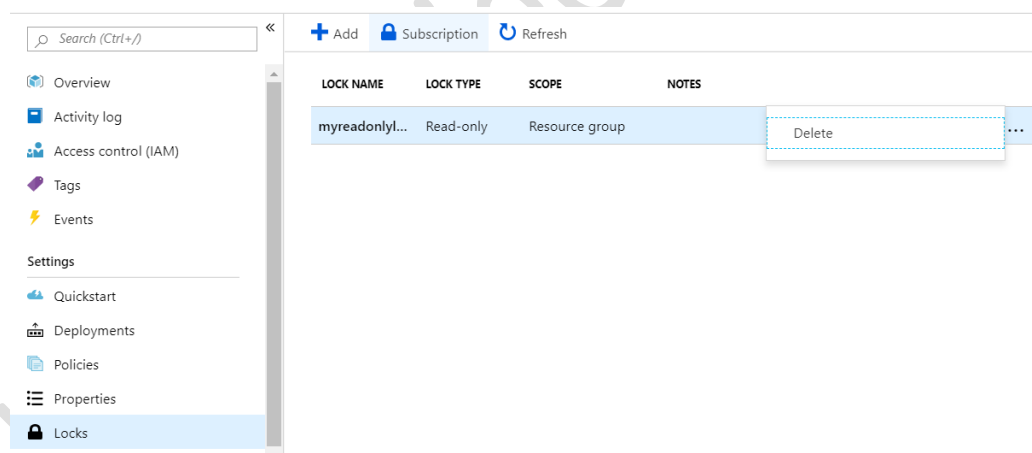 Search (Ctrl+/)
«
Add
Subscription
Refresh
Overview
Activity log
Access control (IAM)
Tags
Events
Settings
Quickstart
Deployments
Policies
Properties
Locks
LOCK NAME LOCK TYPE SCOPE NOTES
myreadonlyl... Read-only Resource group
Delete
...